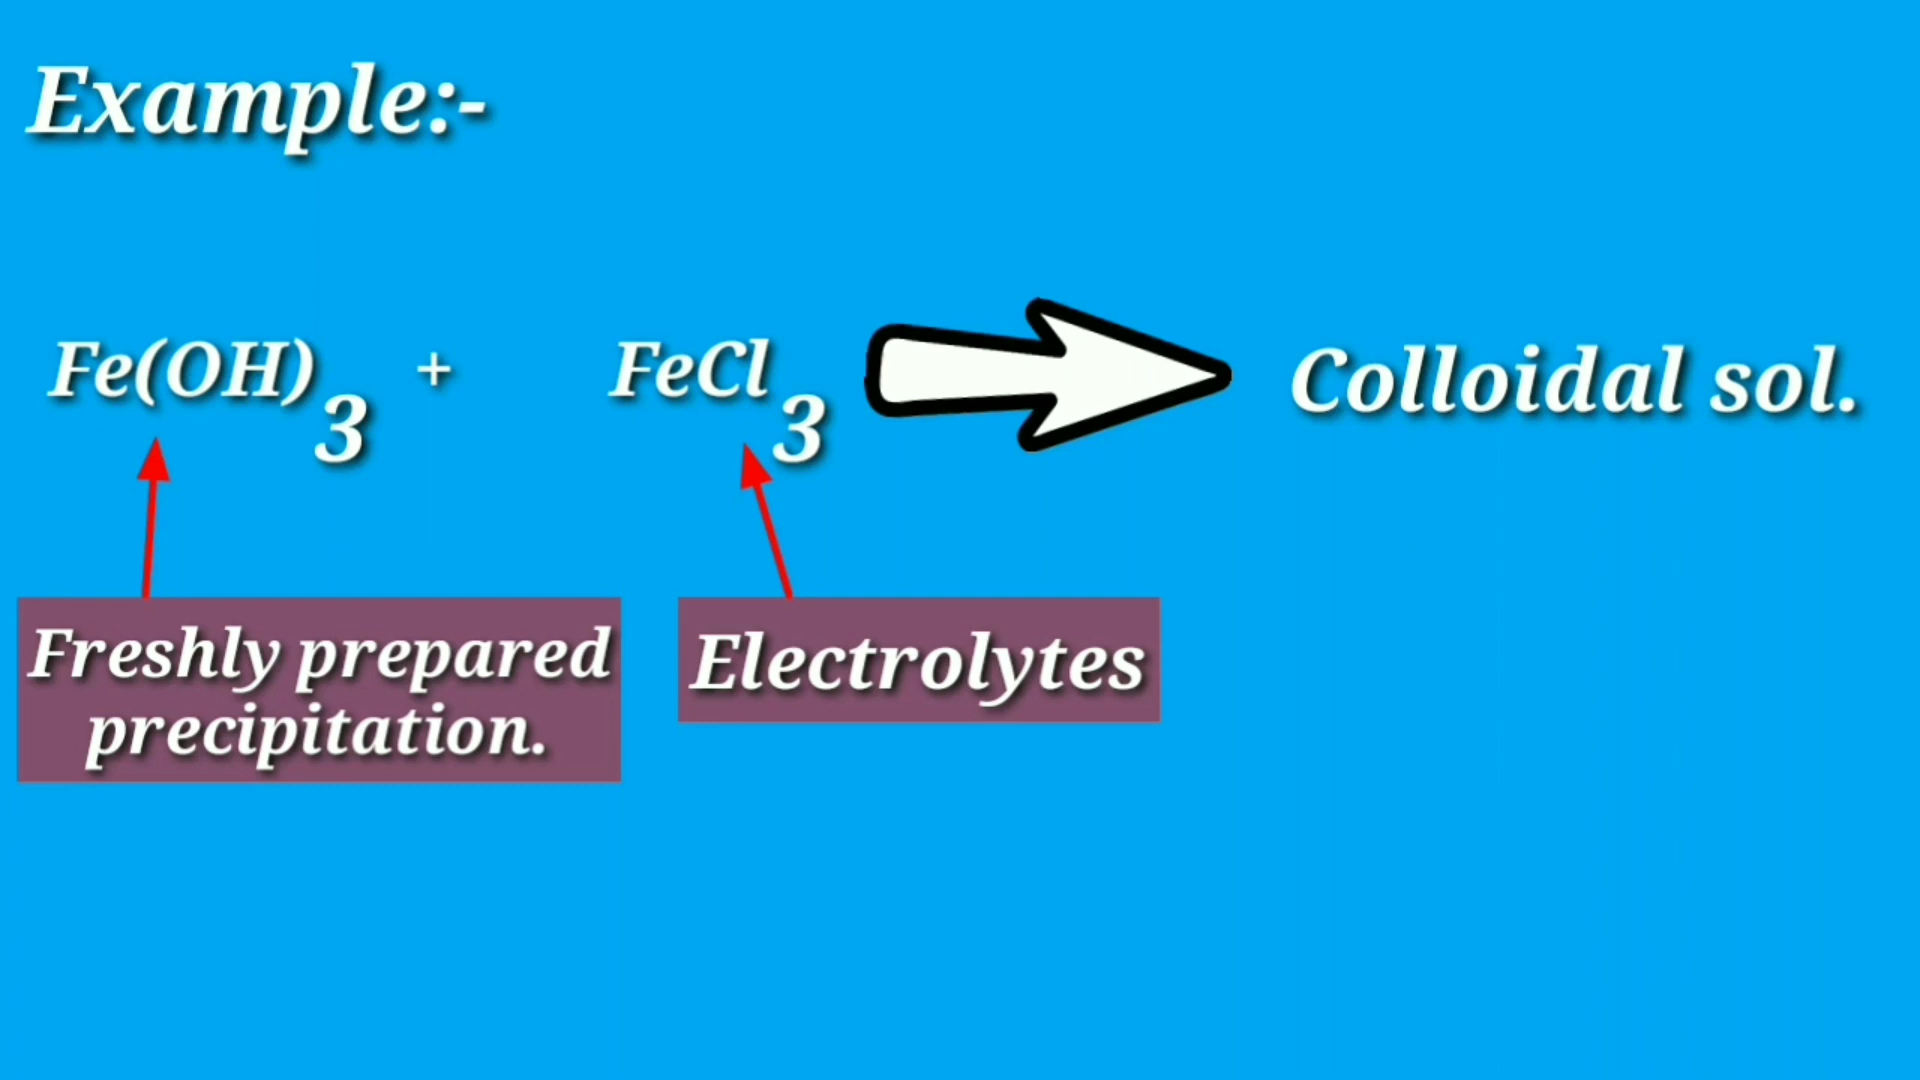 Example:-
Fe(OH)3 + FeCl3 Colloidal sol.
Freshly prepared
precipitation.
Electrolytes